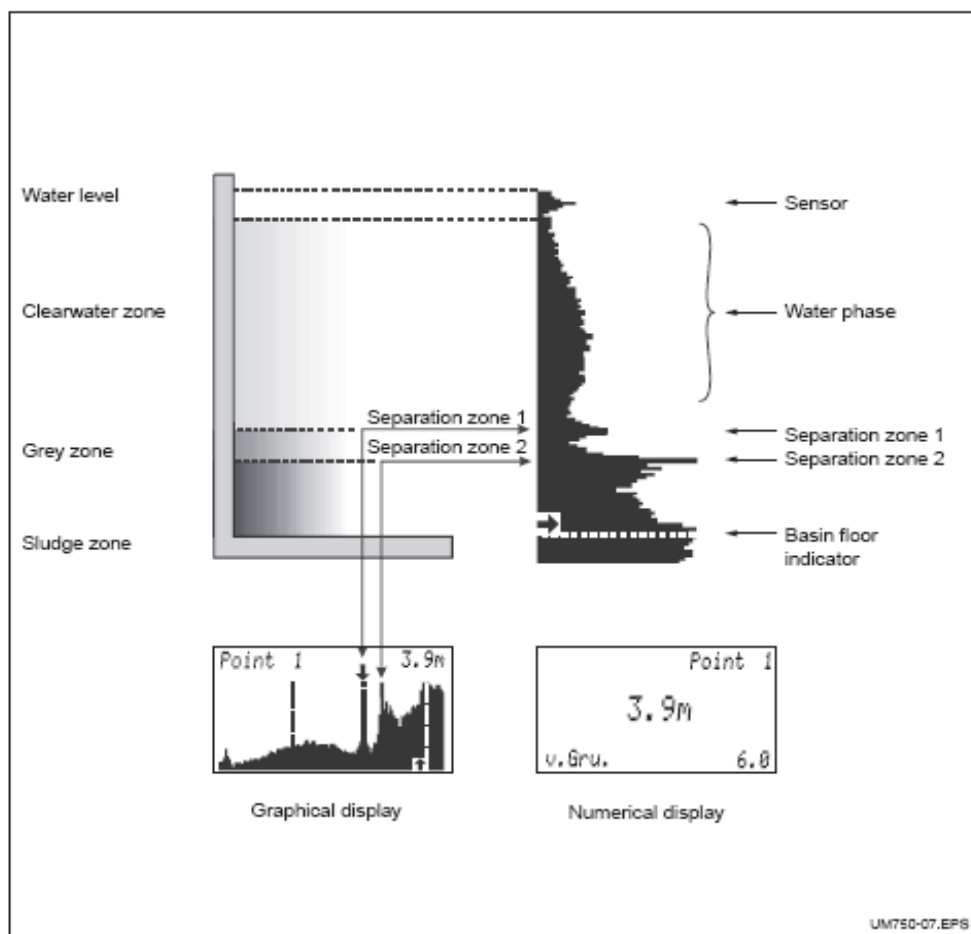 Water level
Clearwater zone
Grey zone
Sludge zone
Separation zone 1
Separation zone 2
Sensor
Water phase
Separation zone 1
Separation zone 2
Basin floor
indicator
Point 1 3.9m
Graphical display
Point 1
3.9m
v.Gru. 6.0
Numerical display
UM750-07.EPS